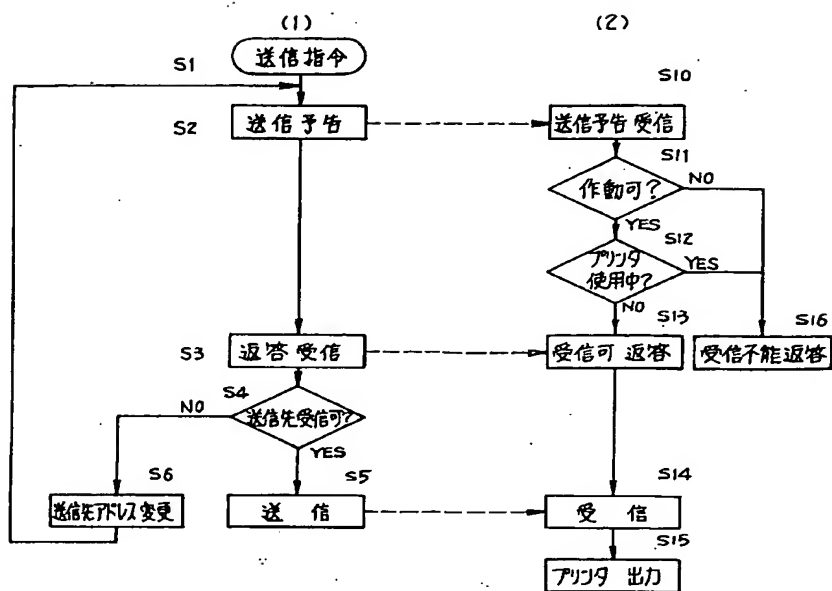 (1)
送信指令
S1
S2
送信予告
S3
返答受信
S4
送信先受信可?
NO
YES
S6
送信先アドレス変更
S5
送信
(2)
S10
送信予告受信
S11
作動可?
NO
YES
S12
プリンタ
使用中?
YES
NO
S13
受信可返答
S16
受信不能返答
S14
受信
S15
プリンタ出力